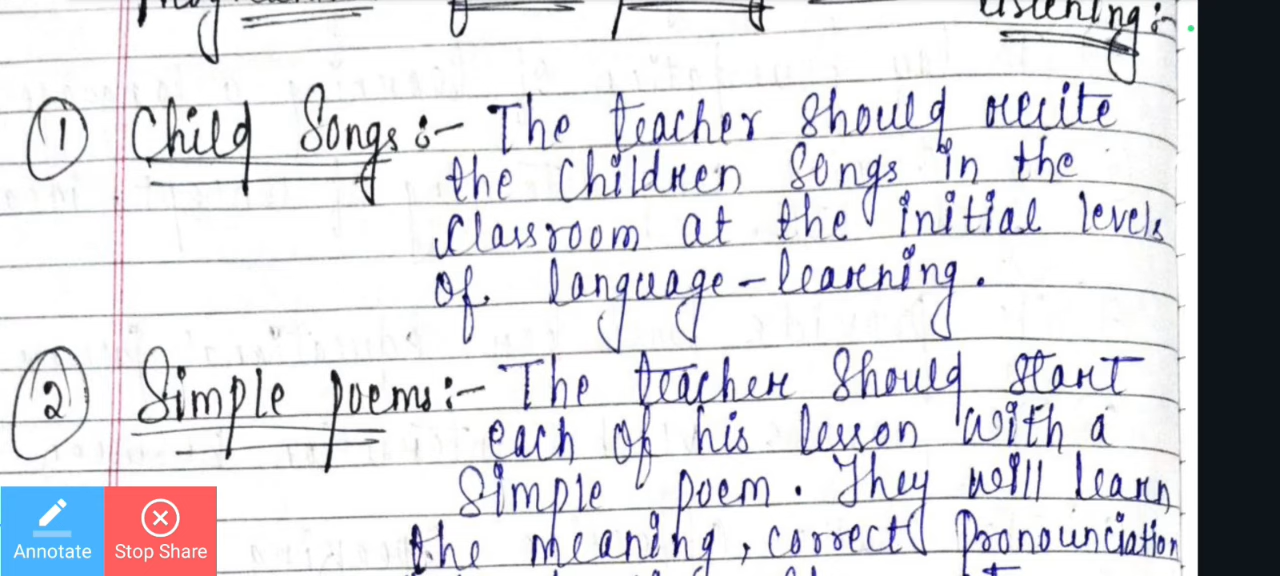 listening :-
① Child Songs :- The teacher should recite
the children songs in the
classroom at the initial levels
of language-learning.
② Simple poems :- The teacher should start
each of his lesson with a
simple poem. They will learn
the meaning, correct pronounciation
Annotate Stop Share